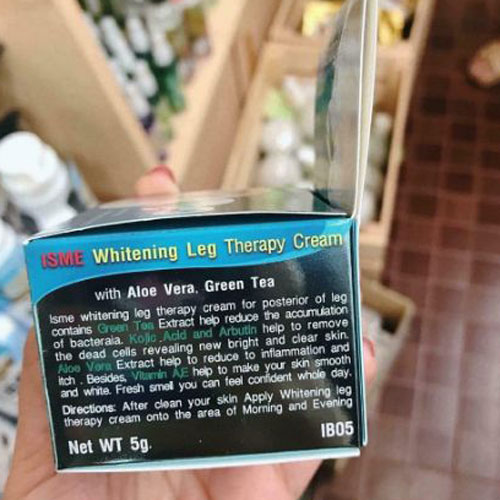 ISME Whitening Leg Therapy Cream
with Aloe Vera, Green Tea
Isme whitening leg therapy cream for posterior of leg
contains Green Tea Extract help reduce the accumulation
of bacteraia. Kojic Acid and Arbutin help to remove
the dead cells revealing new bright and clear skin.
Aloe Vera Extract help to reduce to inflammation and
itch . Besides, Vitamin A,E help to make your skin smooth
and white. Fresh smell you can feel confident whole day.
Directions: After clean your skin Apply Whitening leg
therapy cream onto the area of Morning and Evening
Net WT 5g.
IB05